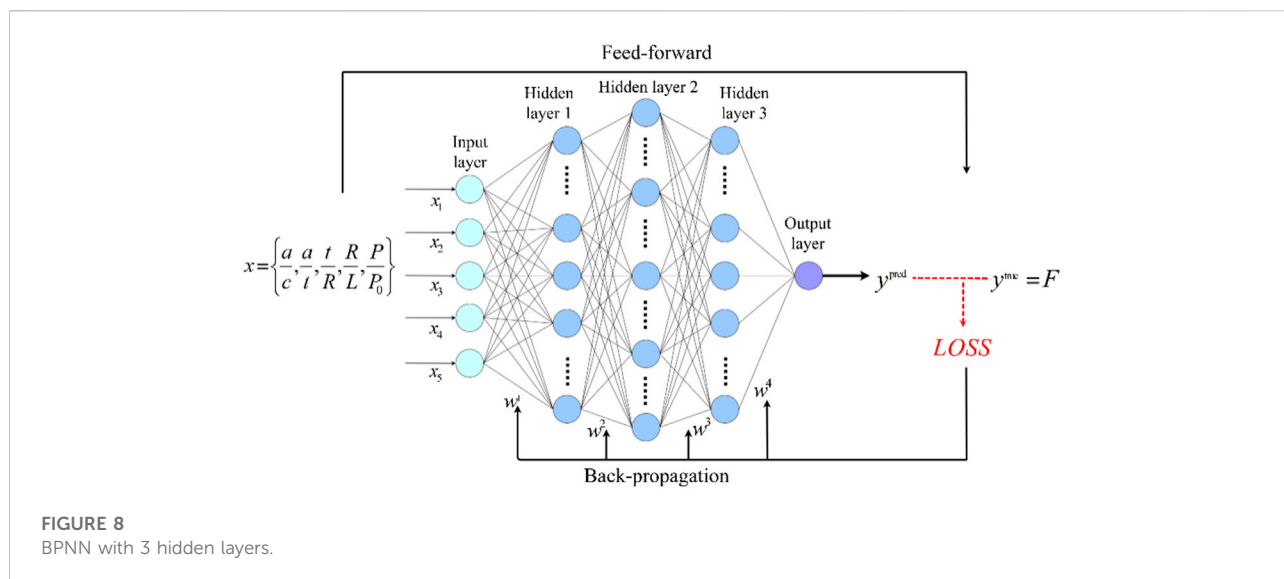 Feed-forward
Hidden layer 2
Hidden
layer 1
Hidden
layer 3
Input
layer
Output
layer
x₁
x₂
x₃
x₄
x₅
x={a/c, a/t, t/R, R/L, P/P₀}
y^pred
y^true =F
LOSS
w¹
w²
w³
w⁴
Back-propagation
FIGURE 8
BPNN with 3 hidden layers.